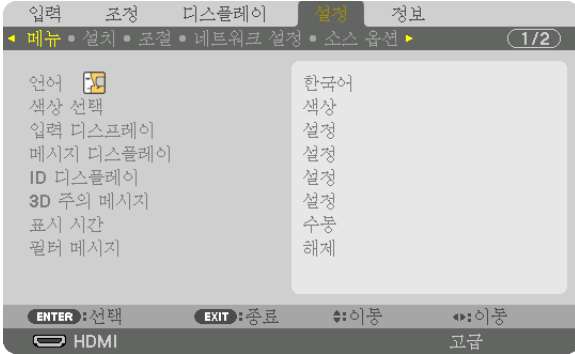 입력 조정 디스플레이 설정 정보
메뉴 • 설치 • 조절 • 네트워크 설정 • 소스 옵션 1/2
언어 한국어
색상 선택 색상
입력 디스프레이 설정
메시지 디스플레이 설정
ID 디스플레이 설정
3D 주의 메시지 설정
표시 시간 수동
필터 메시지 해제
ENTER :선택 EXIT :종료 :이동 :이동
HDMI 고급